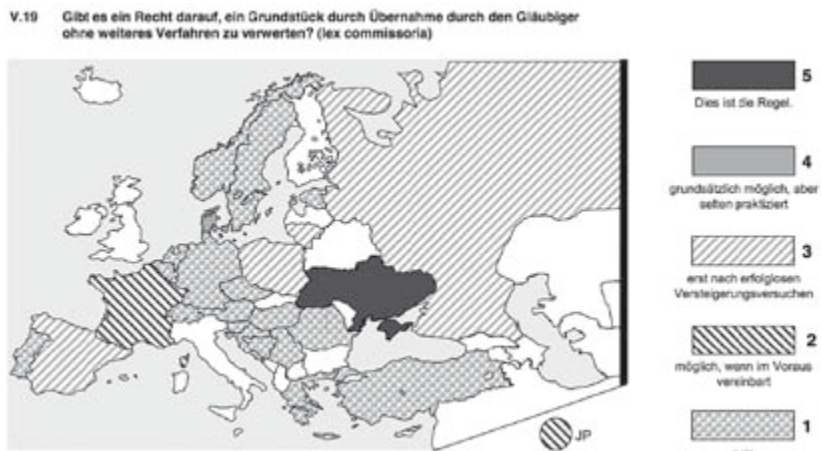 V.19 Gibt es ein Recht darauf, ein Grundstück durch Übernahme durch den Gläubiger
ohne weiteres Verfahren zu verwerten? (lex commissoria)
5
Dies ist die Regel.
4
grundsätzlich möglich, aber
selten praktiziert
3
erst nach erfolglosen
Versteigerungsversuchen
2
möglich, wenn im Voraus
vereinbart
1
JP